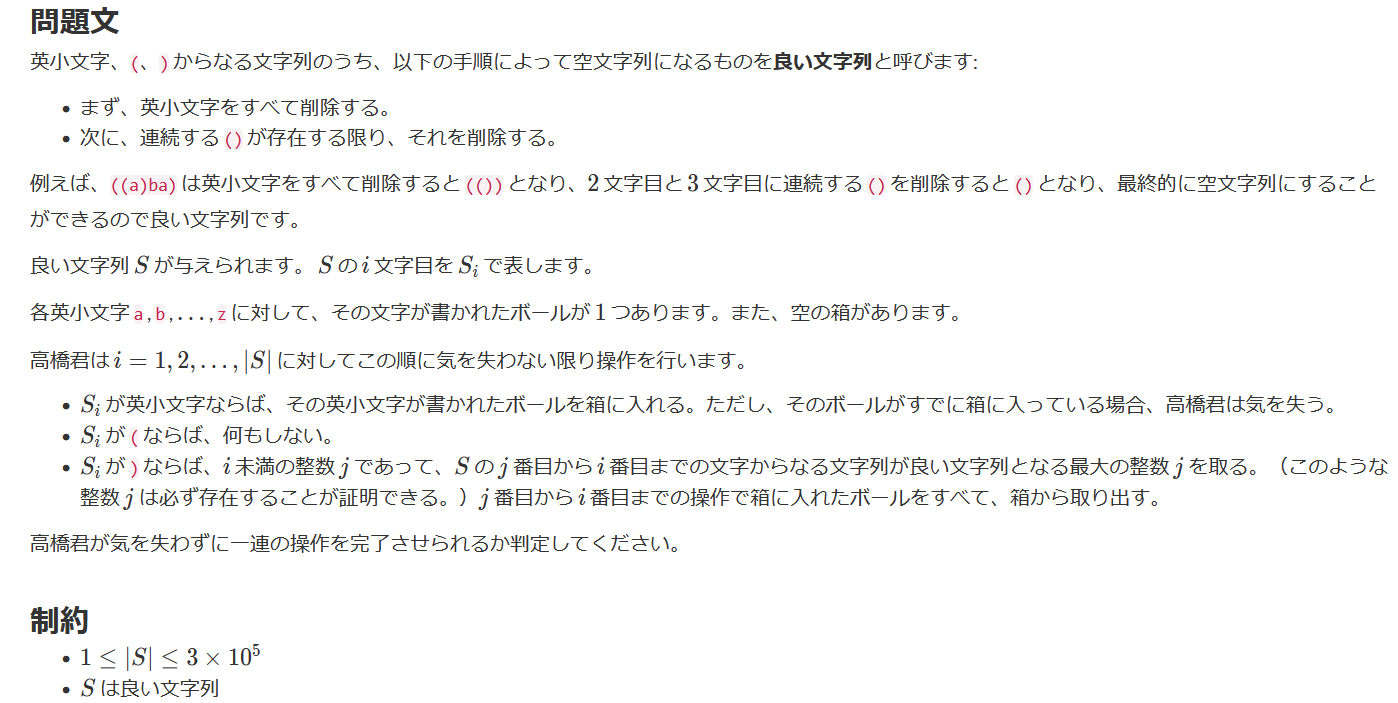 問題文
英小文字、(、)からなる文字列のうち、以下の手順によって空文字列になるものを良い文字列と呼びます:
• まず、英小文字をすべて削除する。
• 次に、連続する()が存在する限り、それを削除する。
例えば、((a)ba)は英小文字をすべて削除すると(())となり、2文字目と3文字目に連続する()を削除すると()となり、最終的に空文字列にすること
ができるので良い文字列です。
良い文字列 S が与えられます。 S の i 文字目を S_i で表します。
各英小文字 a,b,...,z に対して、その文字が書かれたボールが 1 つあります。また、空の箱があります。
高橋君は i = 1, 2, ..., |S| に対してこの順に気を失わない限り操作を行います。
• S_i が英小文字ならば、その英小文字が書かれたボールを箱に入れる。ただし、そのボールがすでに箱に入っている場合、高橋君は気を失う。
• S_i が(ならば、何もしない。
• S_i が)ならば、i 未満の整数 j であって、S の j 番目から i 番目までの文字からなる文字列が良い文字列となる最大の整数 j を取る。（このような
整数 j は必ず存在することが証明できる。）j 番目から i 番目までの操作で箱に入れたボールをすべて、箱から取り出す。
高橋君が気を失わずに一連の操作を完了させられるか判定してください。
制約
• 1 ≤ |S| ≤ 3 × 10^5
• S は良い文字列